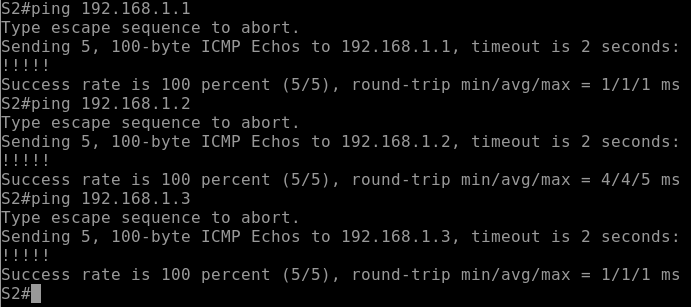 S2#ping 192.168.1.1
Type escape sequence to abort.
Sending 5, 100-byte ICMP Echos to 192.168.1.1, timeout is 2 seconds:
!!!!!
Success rate is 100 percent (5/5), round-trip min/avg/max = 1/1/1 ms
S2#ping 192.168.1.2
Type escape sequence to abort.
Sending 5, 100-byte ICMP Echos to 192.168.1.2, timeout is 2 seconds:
!!!!!
Success rate is 100 percent (5/5), round-trip min/avg/max = 4/4/5 ms
S2#ping 192.168.1.3
Type escape sequence to abort.
Sending 5, 100-byte ICMP Echos to 192.168.1.3, timeout is 2 seconds:
!!!!!
Success rate is 100 percent (5/5), round-trip min/avg/max = 1/1/1 ms
S2#